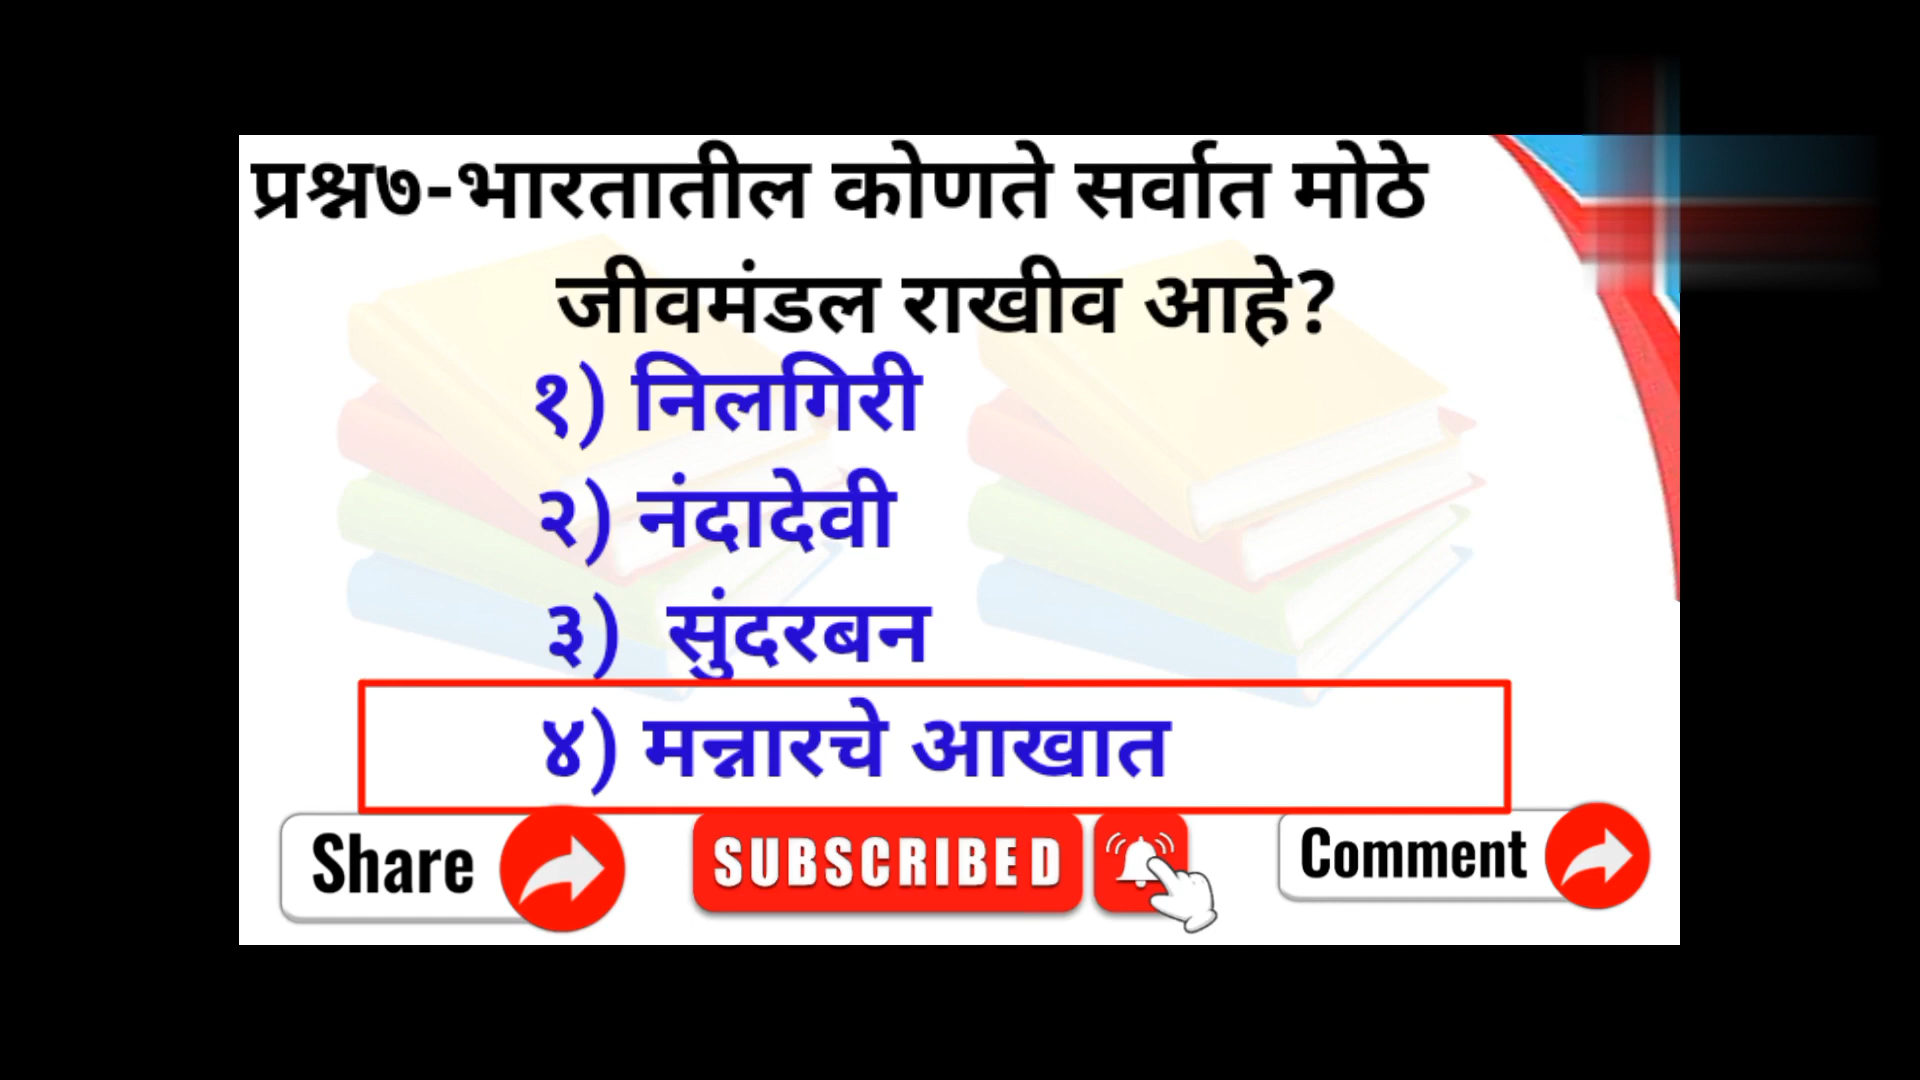 प्रश्न७-भारतातील कोणते सर्वात मोठे
जीवमंडल राखीव आहे?
१) निलगिरी
२) नंदादेवी
३) सुंदरबन
४) मन्नारचे आखात
Share
SUBSCRIBED
Comment